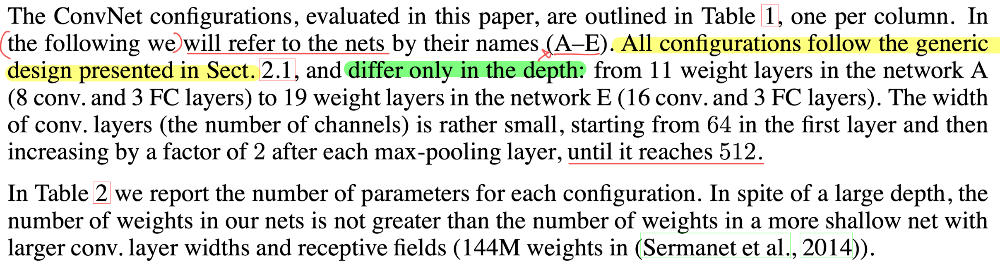 The ConvNet configurations, evaluated in this paper, are outlined in Table 1, one per column. In
the following we will refer to the nets by their names (A–E). All configurations follow the generic
design presented in Sect. 2.1, and differ only in the depth: from 11 weight layers in the network A
(8 conv. and 3 FC layers) to 19 weight layers in the network E (16 conv. and 3 FC layers). The width
of conv. layers (the number of channels) is rather small, starting from 64 in the first layer and then
increasing by a factor of 2 after each max-pooling layer, until it reaches 512.
In Table 2 we report the number of parameters for each configuration. In spite of a large depth, the
number of weights in our nets is not greater than the number of weights in a more shallow net with
larger conv. layer widths and receptive fields (144M weights in (Sermanet et al., 2014)).